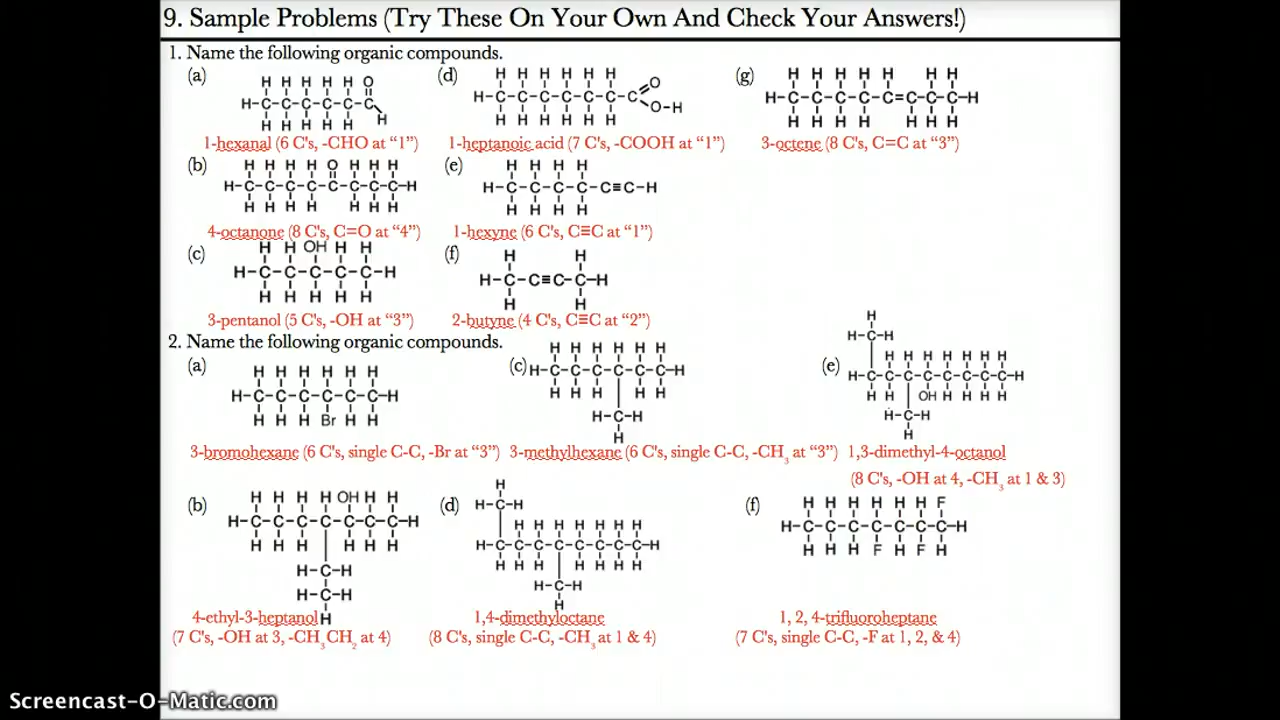 9. Sample Problems (Try These On Your Own And Check Your Answers!)
1. Name the following organic compounds.
(a)
1-hexanal (6 C's, -CHO at “1”)
(b)
4-octanone (8 C's, C=O at “4”)
(c)
3-pentanol (5 C's, -OH at “3”)
(d)
1-heptanoic acid (7 C's, -COOH at “1”)
(e)
1-hexyne (6 C's, C≡C at “1”)
(f)
2-butyne (4 C's, C≡C at “2”)
(g)
3-octene (8 C's, C=C at “3”)
2. Name the following organic compounds.
(a)
3-bromohexane (6 C's, single C-C, -Br at “3”)
(b)
4-ethyl-3-heptanol
(7 C's, -OH at 3, -CH₃CH₂ at 4)
(c)
3-methylhexane (6 C's, single C-C, -CH₃ at “3”)
(d)
1,4-dimethyloctane
(8 C's, single C-C, -CH₃ at 1 & 4)
(e)
1,3-dimethyl-4-octanol
(8 C's, -OH at 4, -CH₃ at 1 & 3)
(f)
1, 2, 4-trifluoroheptane
(7 C's, single C-C, -F at 1, 2, & 4)
Screencast-O-Matic.com